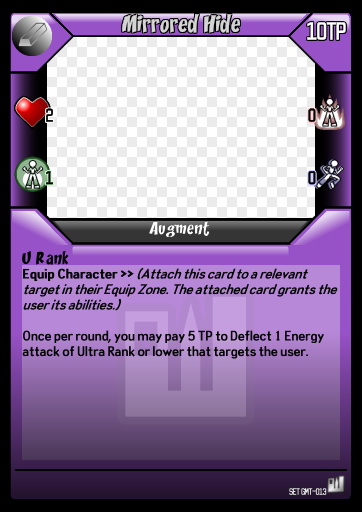 Mirrored Hide
10TP
2
0
1
0
Augment
U Rank
Equip Character >> (Attach this card to a relevant
target in their Equip Zone. The attached card grants the
user its abilities.)
Once per round, you may pay 5 TP to Deflect 1 Energy
attack of Ultra Rank or lower that targets the user.
SET GMT-013